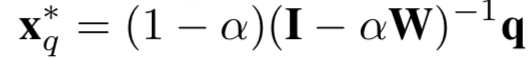 x*_q = (1 − α)(I − αW)^−1 q